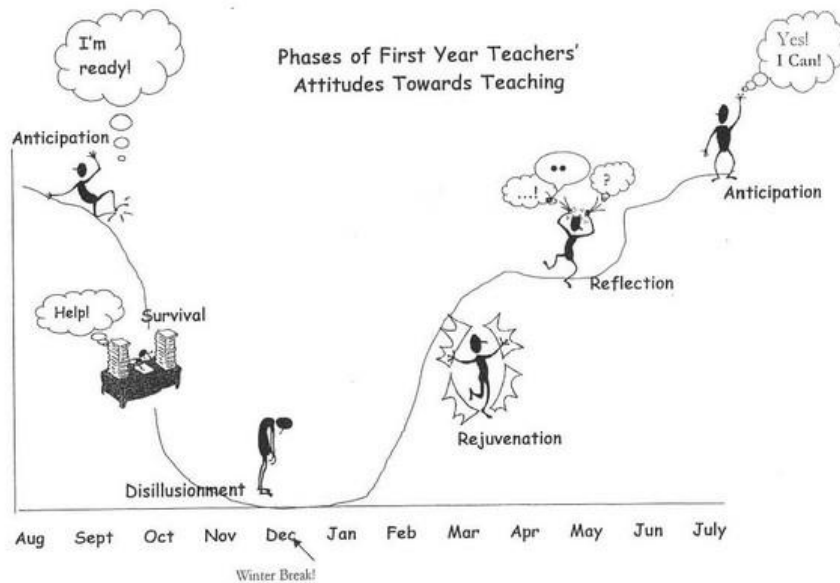 Phases of First Year Teachers'
Attitudes Towards Teaching
I'm
ready!
Anticipation
Help!
Survival
Disillusionment
Rejuvenation
...!
••
?
Reflection
Yes!
I Can!
Anticipation
Aug Sept Oct Nov Dec Jan Feb Mar Apr May Jun July
Winter Break!